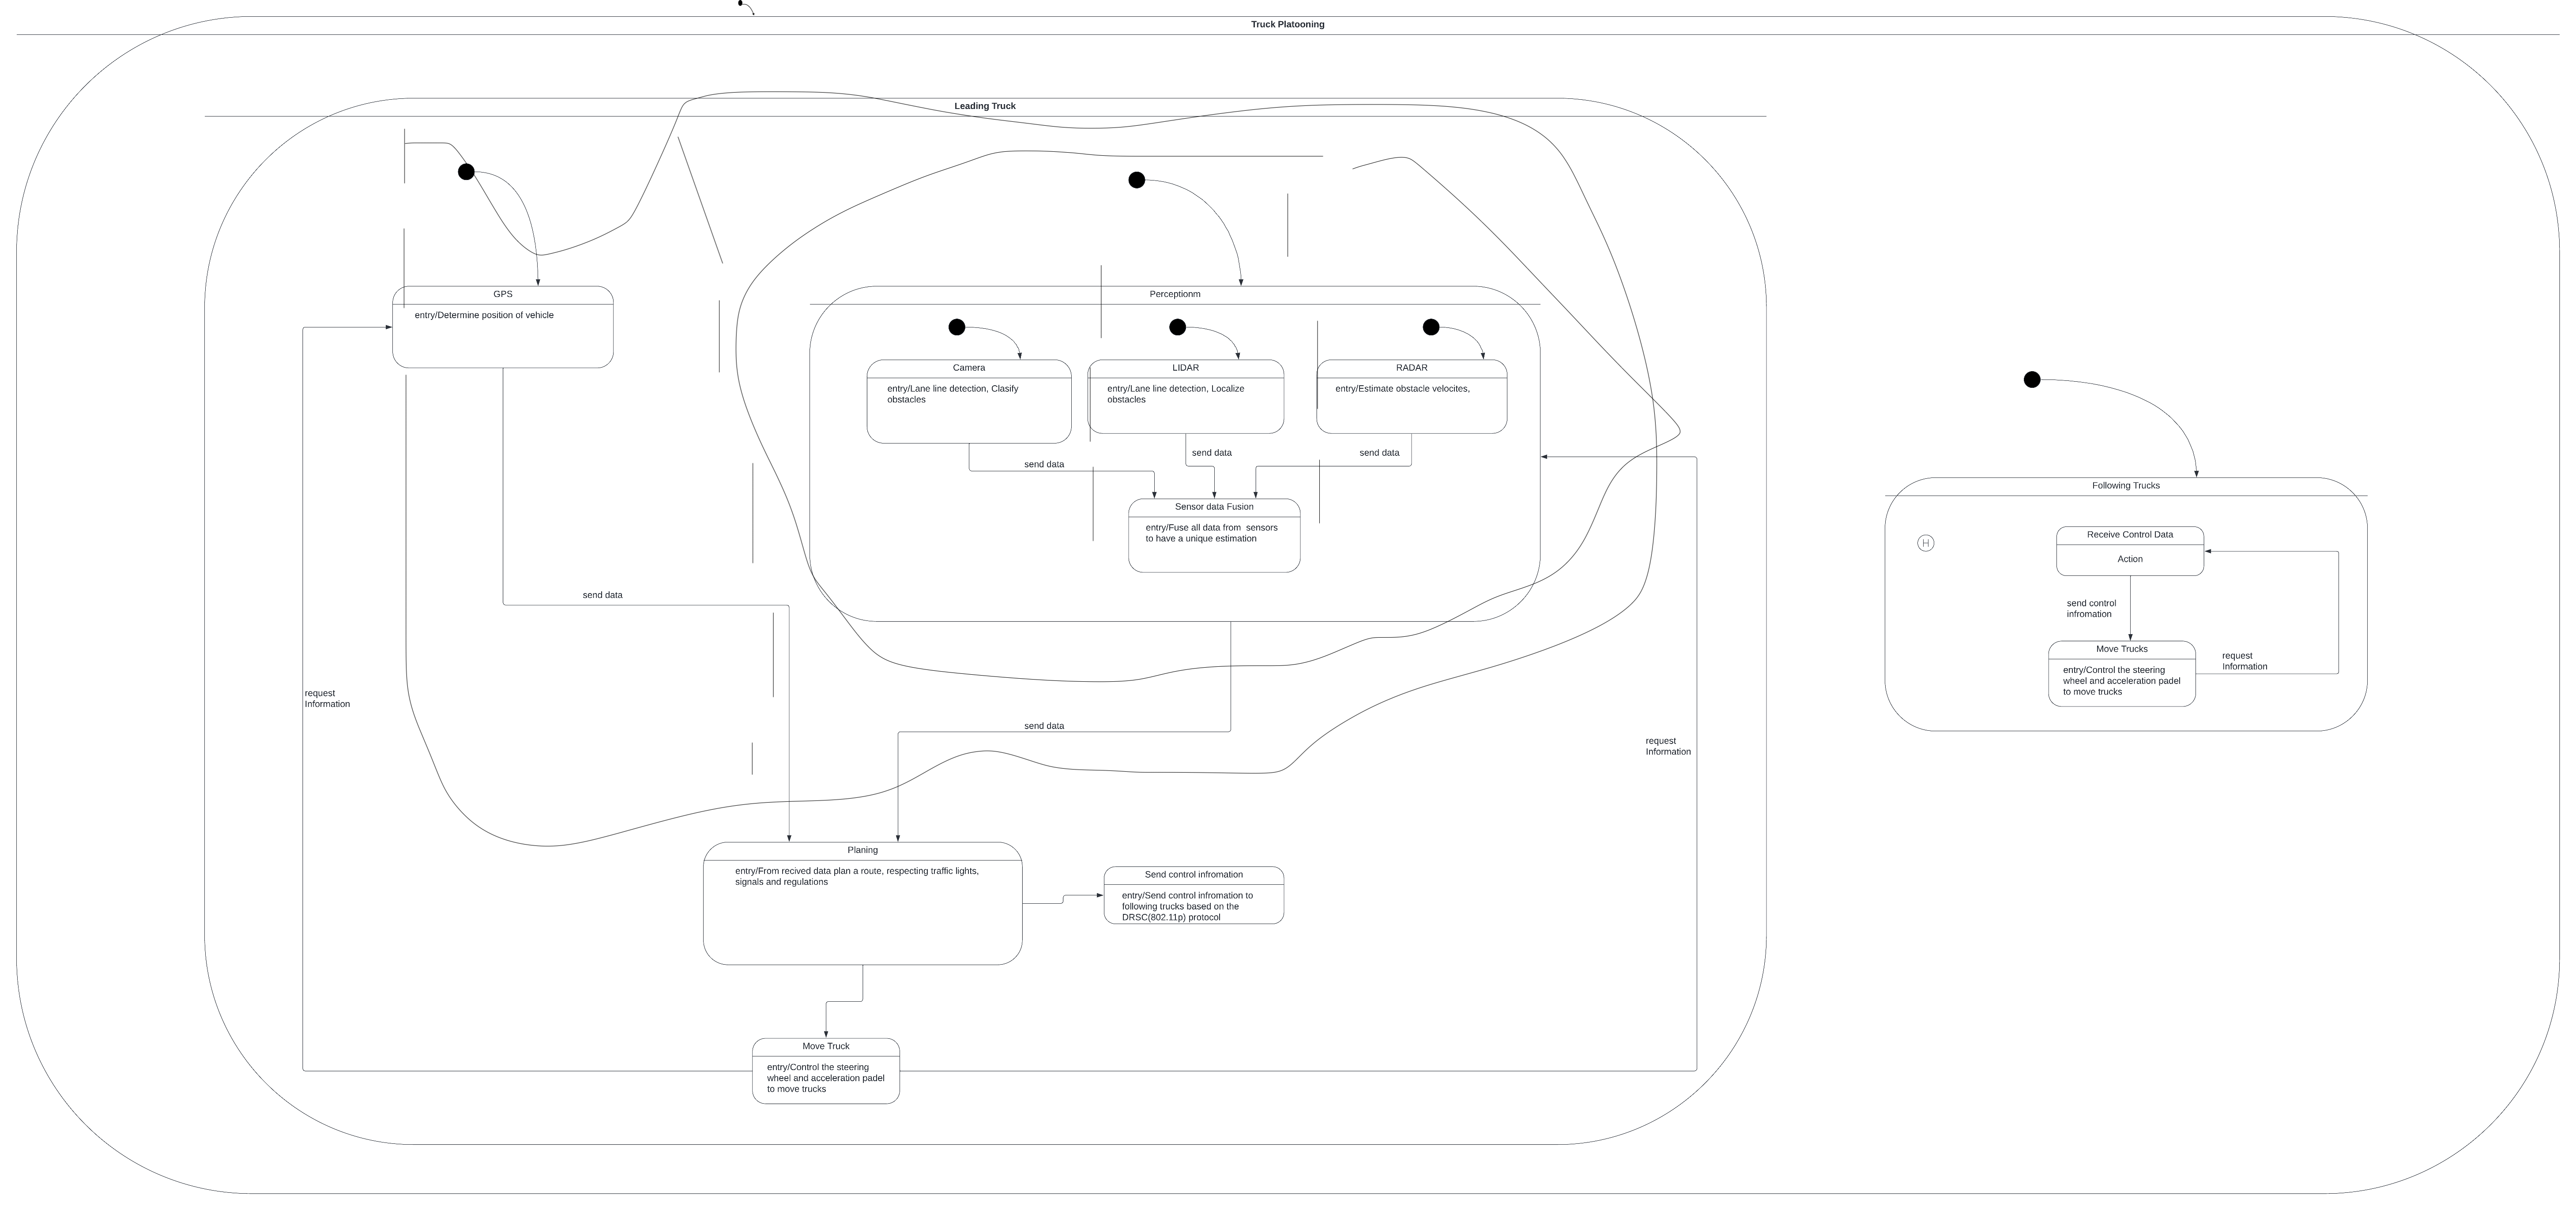 Truck Platooning
Leading Truck
GPS
entry/Determine position of vehicle
Perceptionm
Camera
entry/Lane line detection, Clasify
obstacles
LIDAR
entry/Lane line detection, Localize
obstacles
RADAR
entry/Estimate obstacle velocites,
send data
send data
send data
Sensor data Fusion
entry/Fuse all data from  sensors
to have a unique estimation
send data
send data
request
Information
request
Information
Planing
entry/From recived data plan a route, respecting traffic lights,
signals and regulations
Send control infromation
entry/Send control infromation to
following trucks based on the
DRSC(802.11p) protocol
Move Truck
entry/Control the steering
wheel and acceleration padel
to move trucks
Following Trucks
H
Receive Control Data
Action
send control
infromation
Move Trucks
entry/Control the steering
wheel and acceleration padel
to move trucks
request
Information